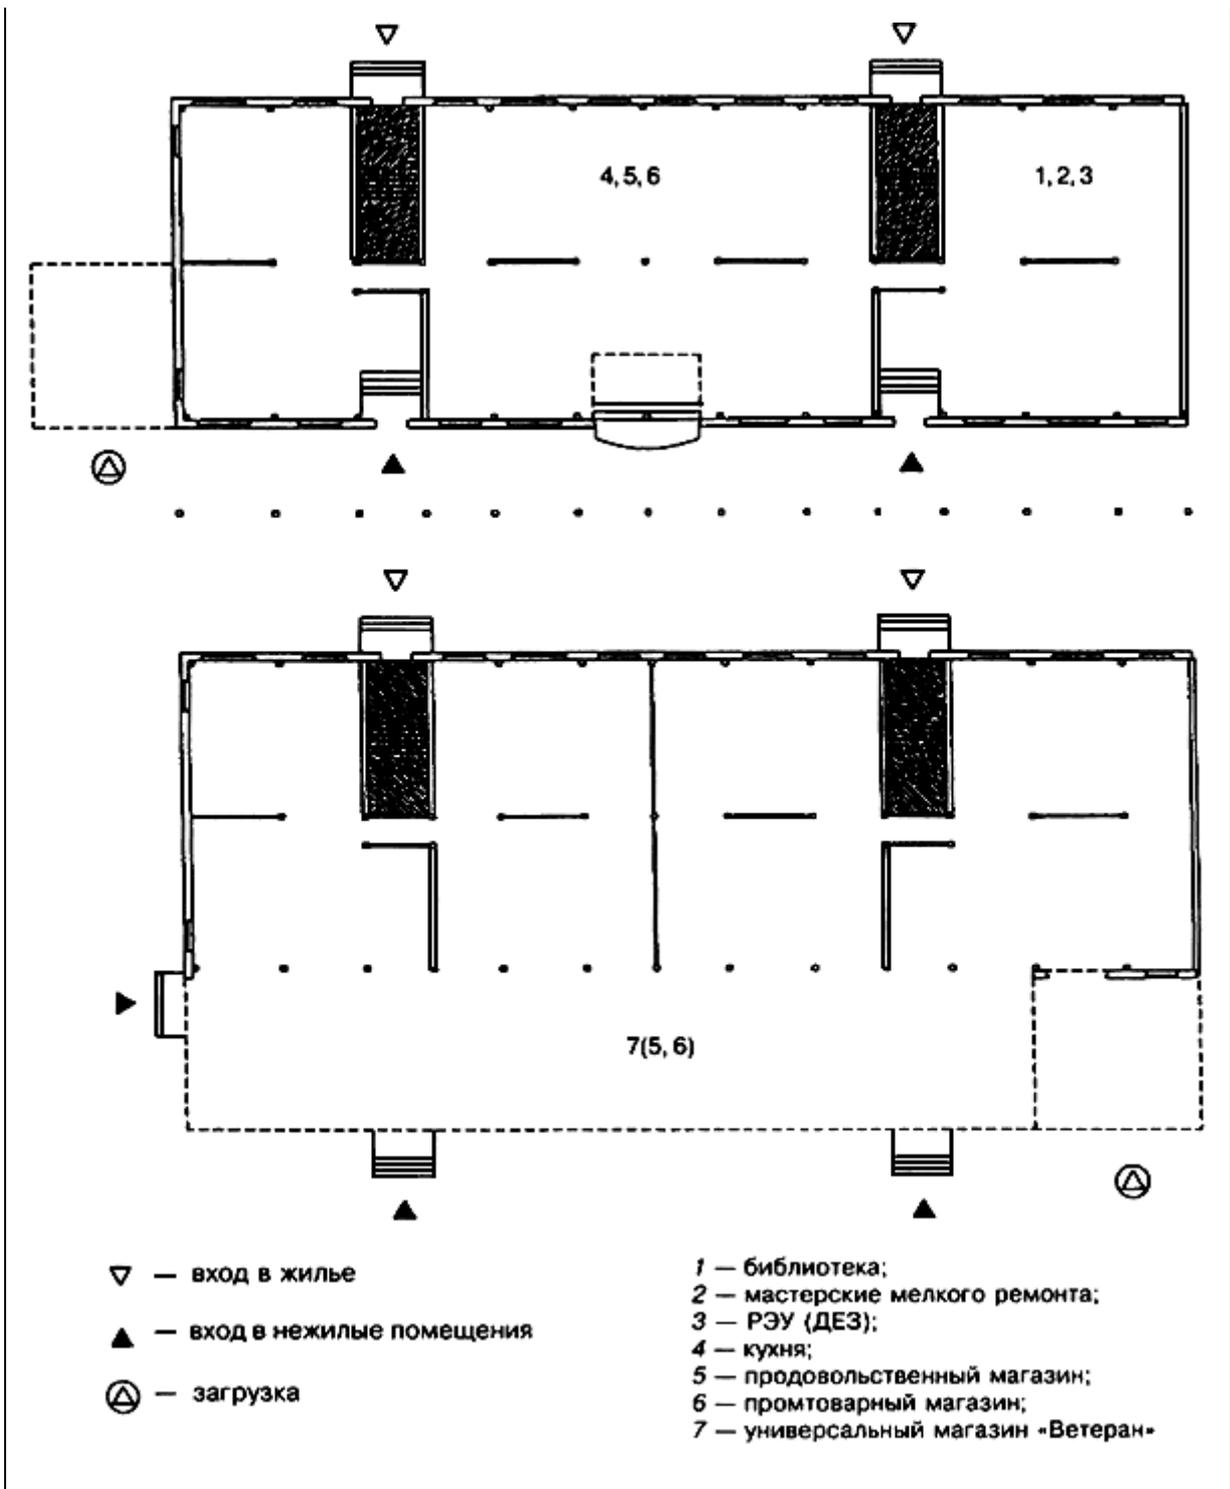 4, 5, 6
1, 2, 3
7(5, 6)
— вход в жилье
— вход в нежилые помещения
— загрузка
1 — библиотека;
2 — мастерские мелкого ремонта;
3 — РЭУ (ДЕЗ);
4 — кухня;
5 — продовольственный магазин;
6 — промтоварный магазин;
7 — универсальный магазин «Ветеран»